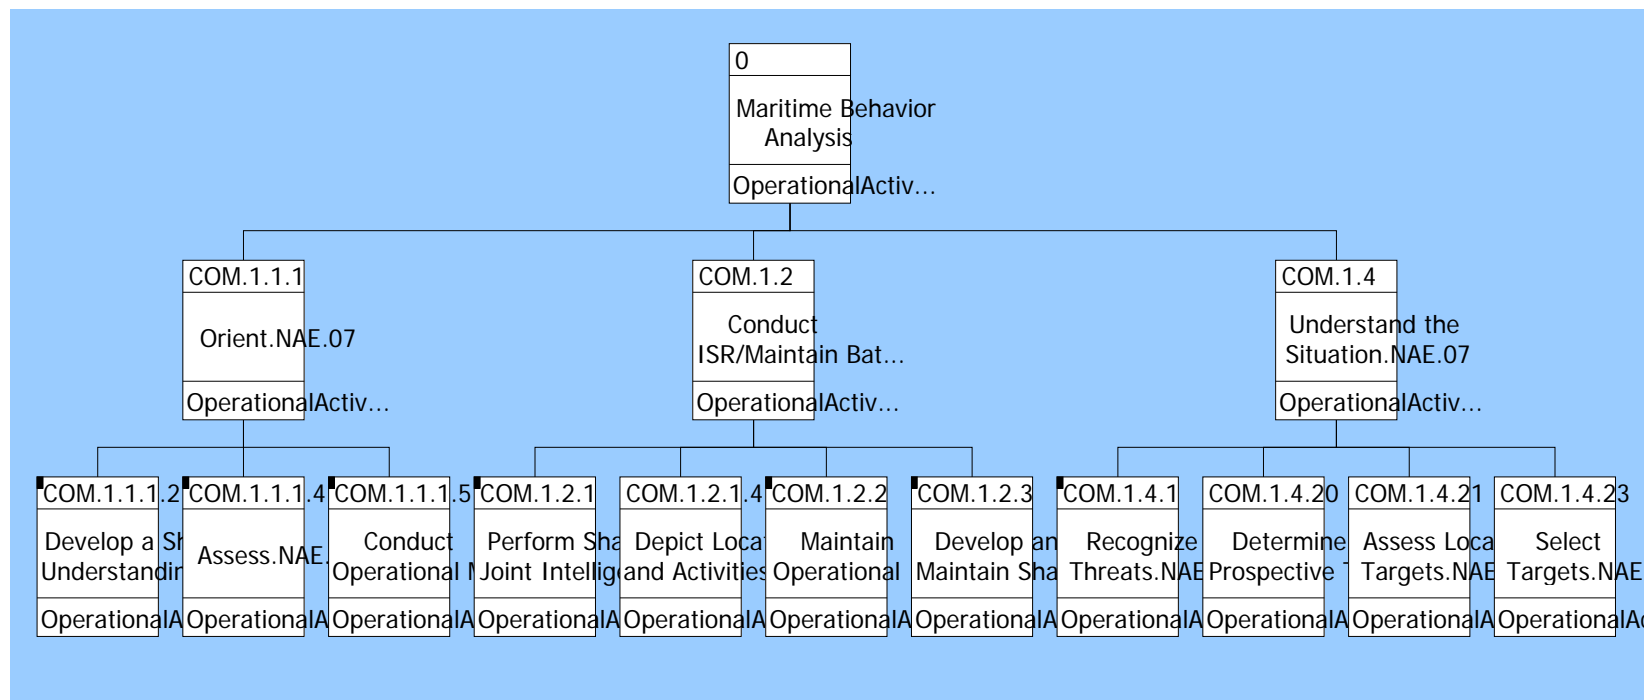 0
Maritime Behavior
Analysis
OperationalActiv...
COM.1.1.1
Orient.NAE.07
OperationalActiv...
COM.1.2
Conduct
ISR/Maintain Bat...
OperationalActiv...
COM.1.4
Understand the
Situation.NAE.07
OperationalActiv...
COM.1.1.1.2
Develop a Sh
Understandin
OperationalA
COM.1.1.1.4
Assess.NAE.
OperationalA
COM.1.1.1.5
Conduct
Operational
OperationalA
COM.1.2.1
Perform Sha
Joint Intellige
OperationalA
COM.1.2.1.4
Depict Loca
and Activities
OperationalA
COM.1.2.2
Maintain
Operational
OperationalA
COM.1.2.3
Develop an
Maintain Sha
OperationalA
COM.1.4.1
Recognize
Threats.NAE
OperationalA
COM.1.4.20
Determine
Prospective
OperationalA
COM.1.4.21
Assess Loca
Targets.NAE
OperationalA
COM.1.4.23
Select
Targets.NAE
OperationalAc